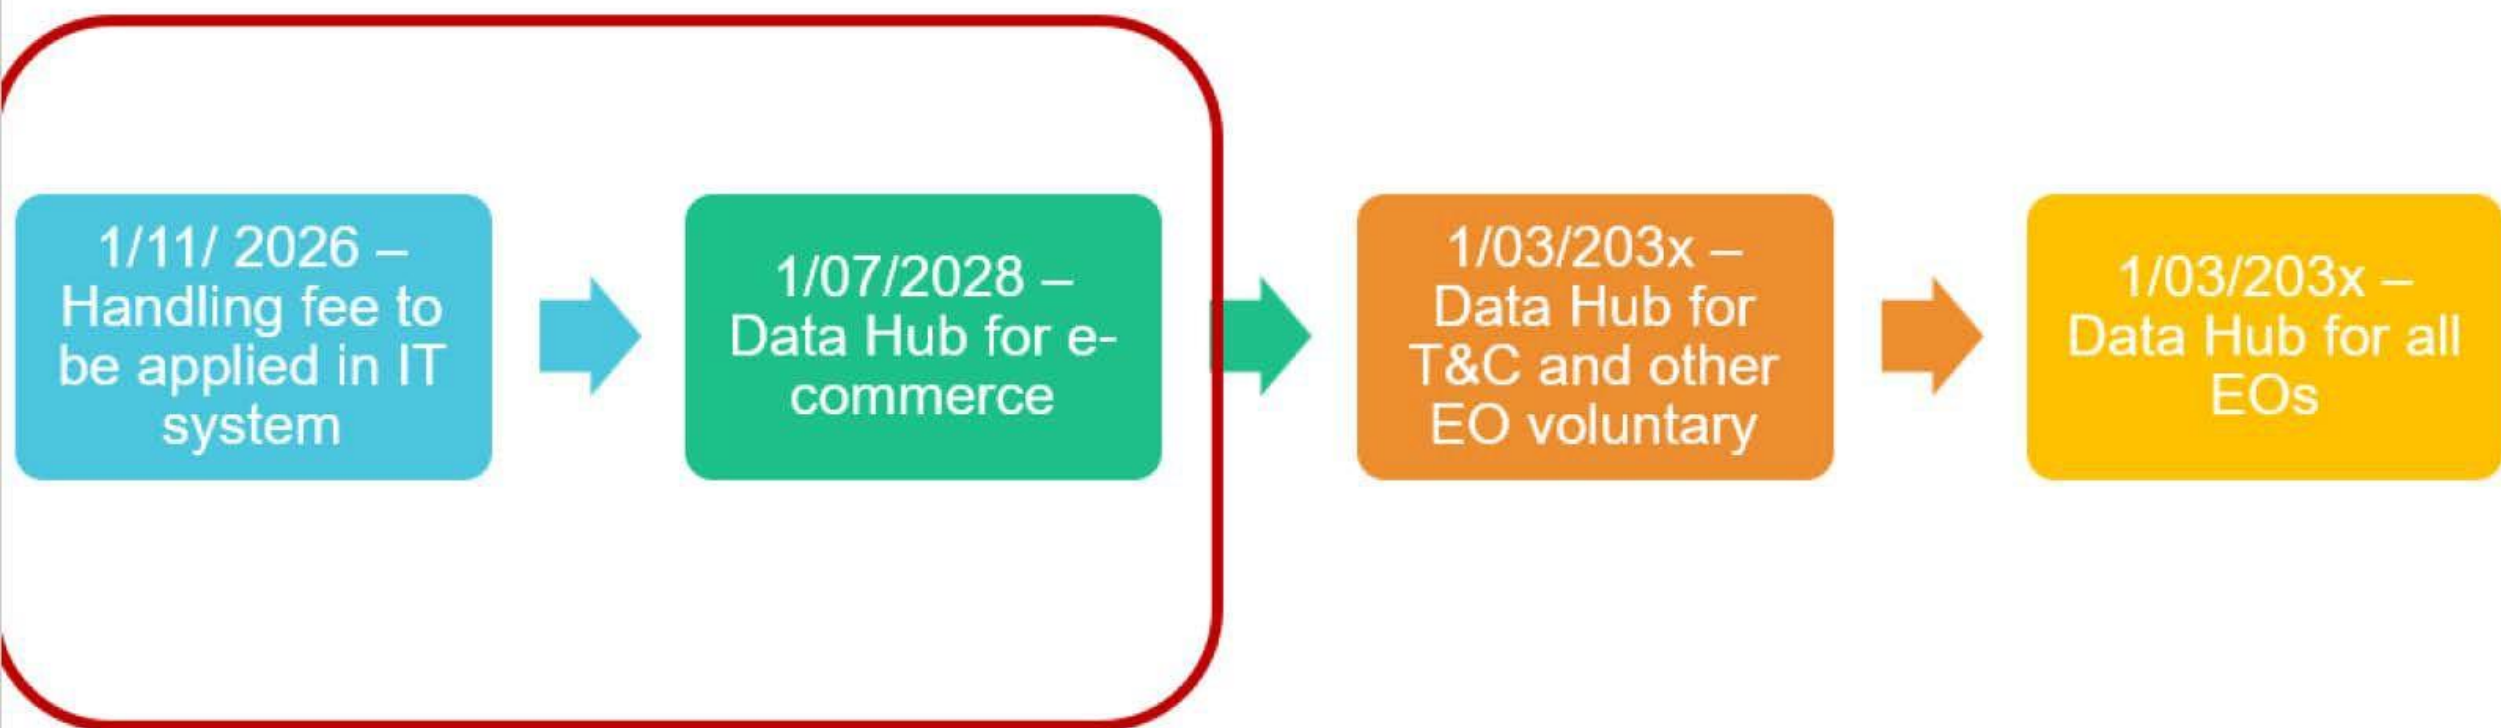 1/11/ 2026 –
Handling fee to
be applied in IT
system
1/07/2028 –
Data Hub for e-
commerce
1/03/203x –
Data Hub for
T&C and other
EO voluntary
1/03/203x –
Data Hub for all
EOs